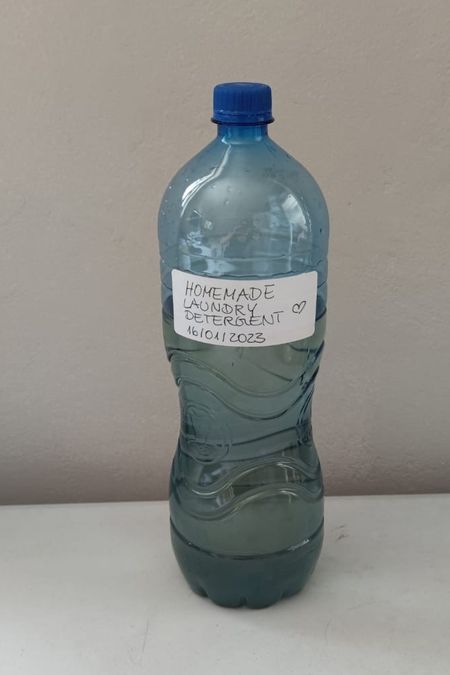 HOMEMADE
LAUNDRY
DETERGENT ♡
16/01/2023